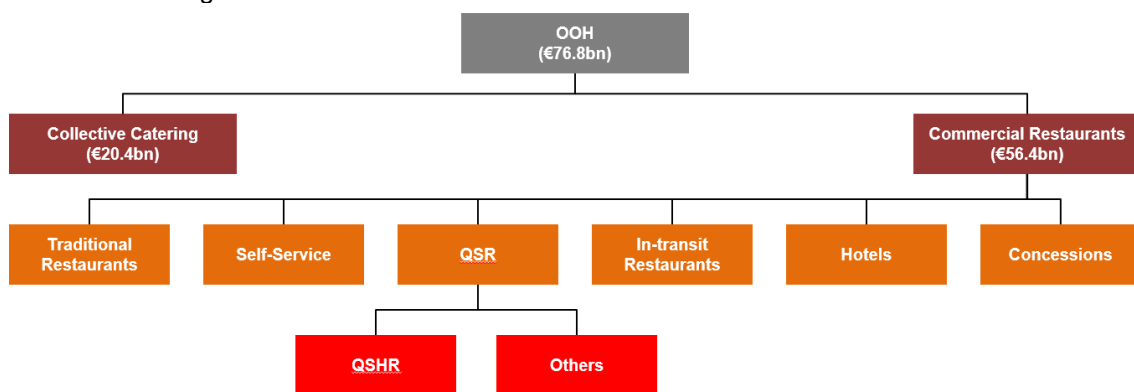 OOH
(€76.8bn)
Collective Catering
(€20.4bn)
Commercial Restaurants
(€56.4bn)
Traditional
Restaurants
Self-Service
QSR
In-transit
Restaurants
Hotels
Concessions
QSHR
Others